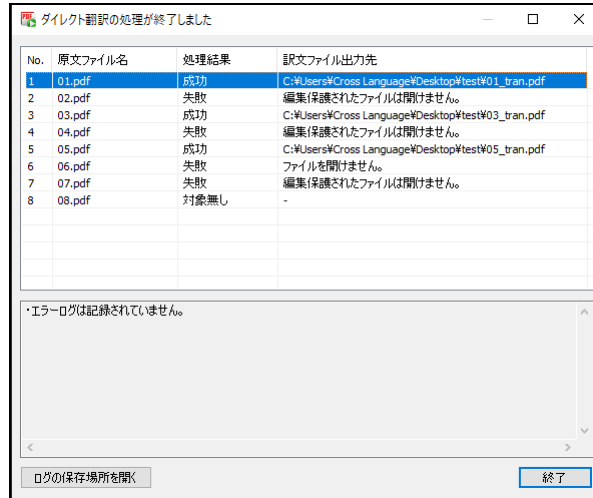 ダイレクト翻訳の処理が終了しました
No. 原文ファイル名 処理結果 訳文ファイル出力先
1 01.pdf 成功 C:¥Users¥Cross Language¥Desktop¥test¥01_tran.pdf
2 02.pdf 失敗 編集保護されたファイルは開けません。
3 03.pdf 成功 C:¥Users¥Cross Language¥Desktop¥test¥03_tran.pdf
4 04.pdf 失敗 編集保護されたファイルは開けません。
5 05.pdf 成功 C:¥Users¥Cross Language¥Desktop¥test¥05_tran.pdf
6 06.pdf 失敗 ファイルを開けません。
7 07.pdf 失敗 編集保護されたファイルは開けません。
8 08.pdf 対象無し -
・エラーログは記録されていません。
ログの保存場所を開く 終了